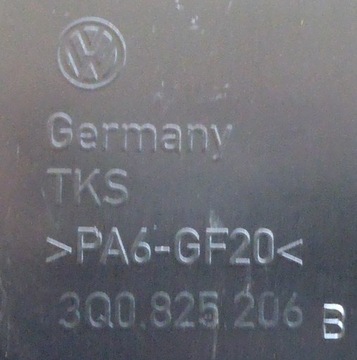 Germany
TKS
>PA6-GF20<
3Q0.825.206 B